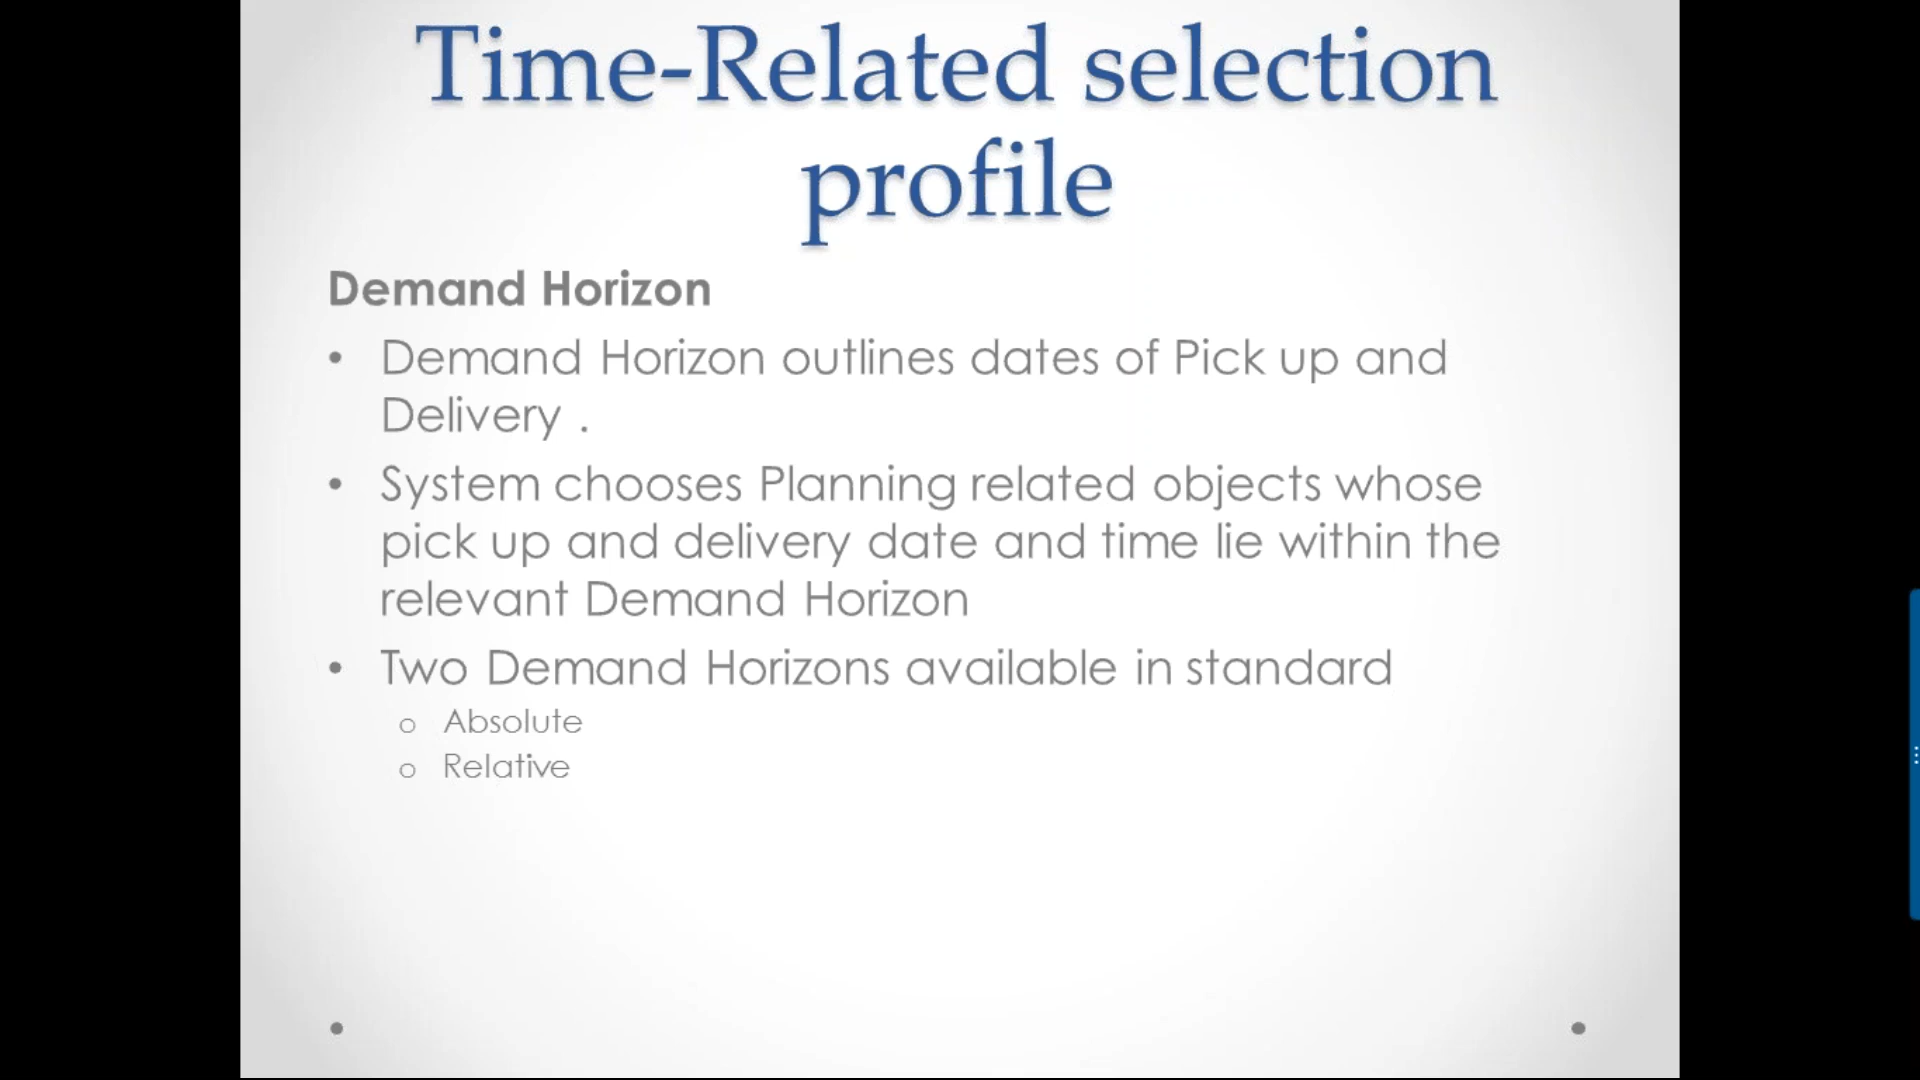 Time-Related selection
profile
Demand Horizon
• Demand Horizon outlines dates of Pick up and
Delivery .
• System chooses Planning related objects whose
pick up and delivery date and time lie within the
relevant Demand Horizon
• Two Demand Horizons available in standard
o Absolute
o Relative